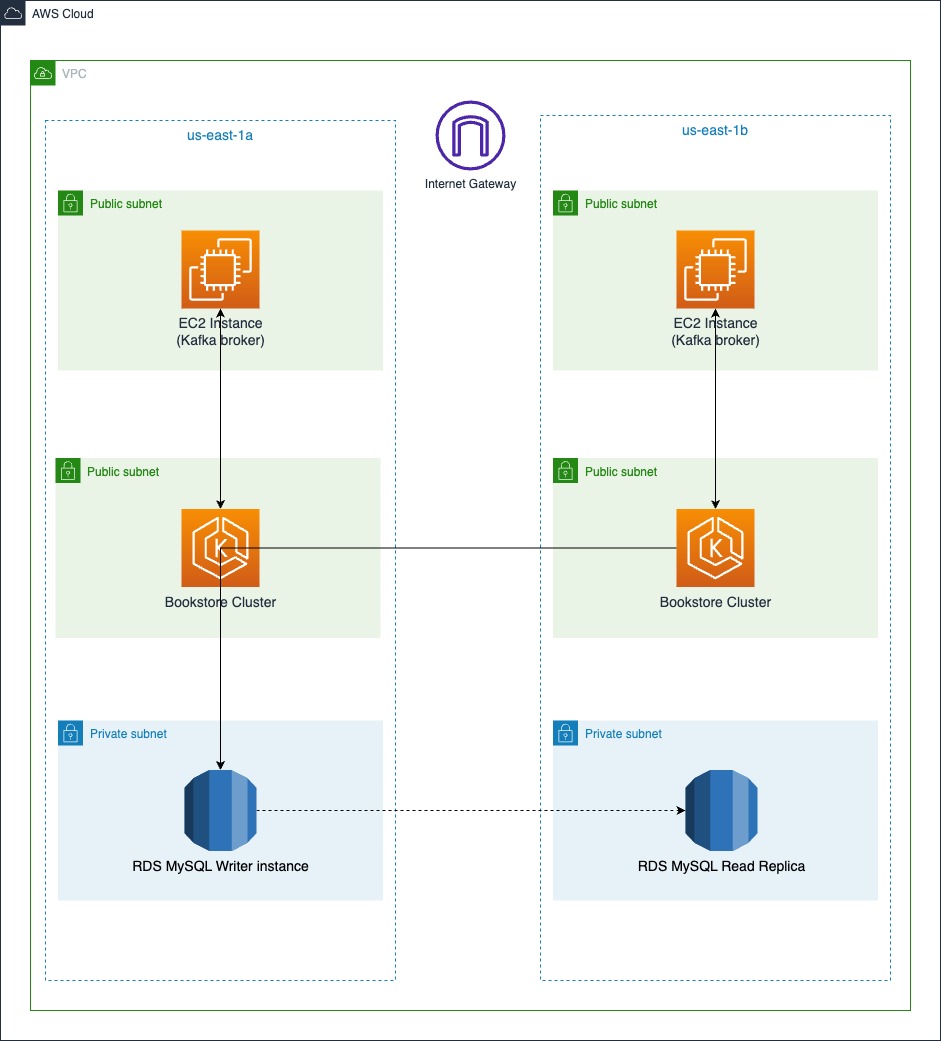 AWS Cloud
VPC
us-east-1a
us-east-1b
Internet Gateway
Public subnet
Public subnet
EC2 Instance
(Kafka broker)
EC2 Instance
(Kafka broker)
Public subnet
Public subnet
K
K
Bookstore Cluster
Bookstore Cluster
Private subnet
Private subnet
RDS MySQL Writer instance
RDS MySQL Read Replica